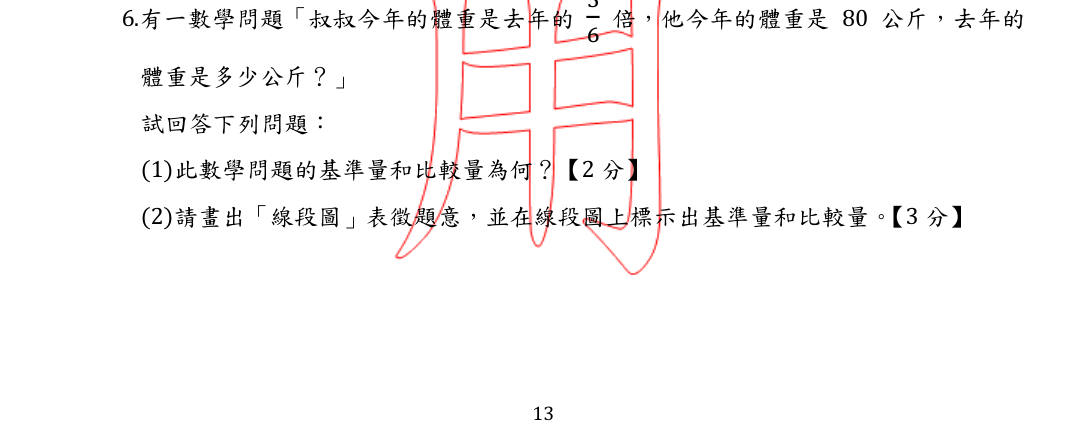 6.有一數學問題「叔叔今年的體重是去年的 /6 倍，他今年的體重是 80 公斤，去年的
體重是多少公斤？」
試回答下列問題：
(1)此數學問題的基準量和比較量為何？【2 分】
(2)請畫出「線段圖」表徵題意，並在線段圖上標示出基準量和比較量。【3 分】
13